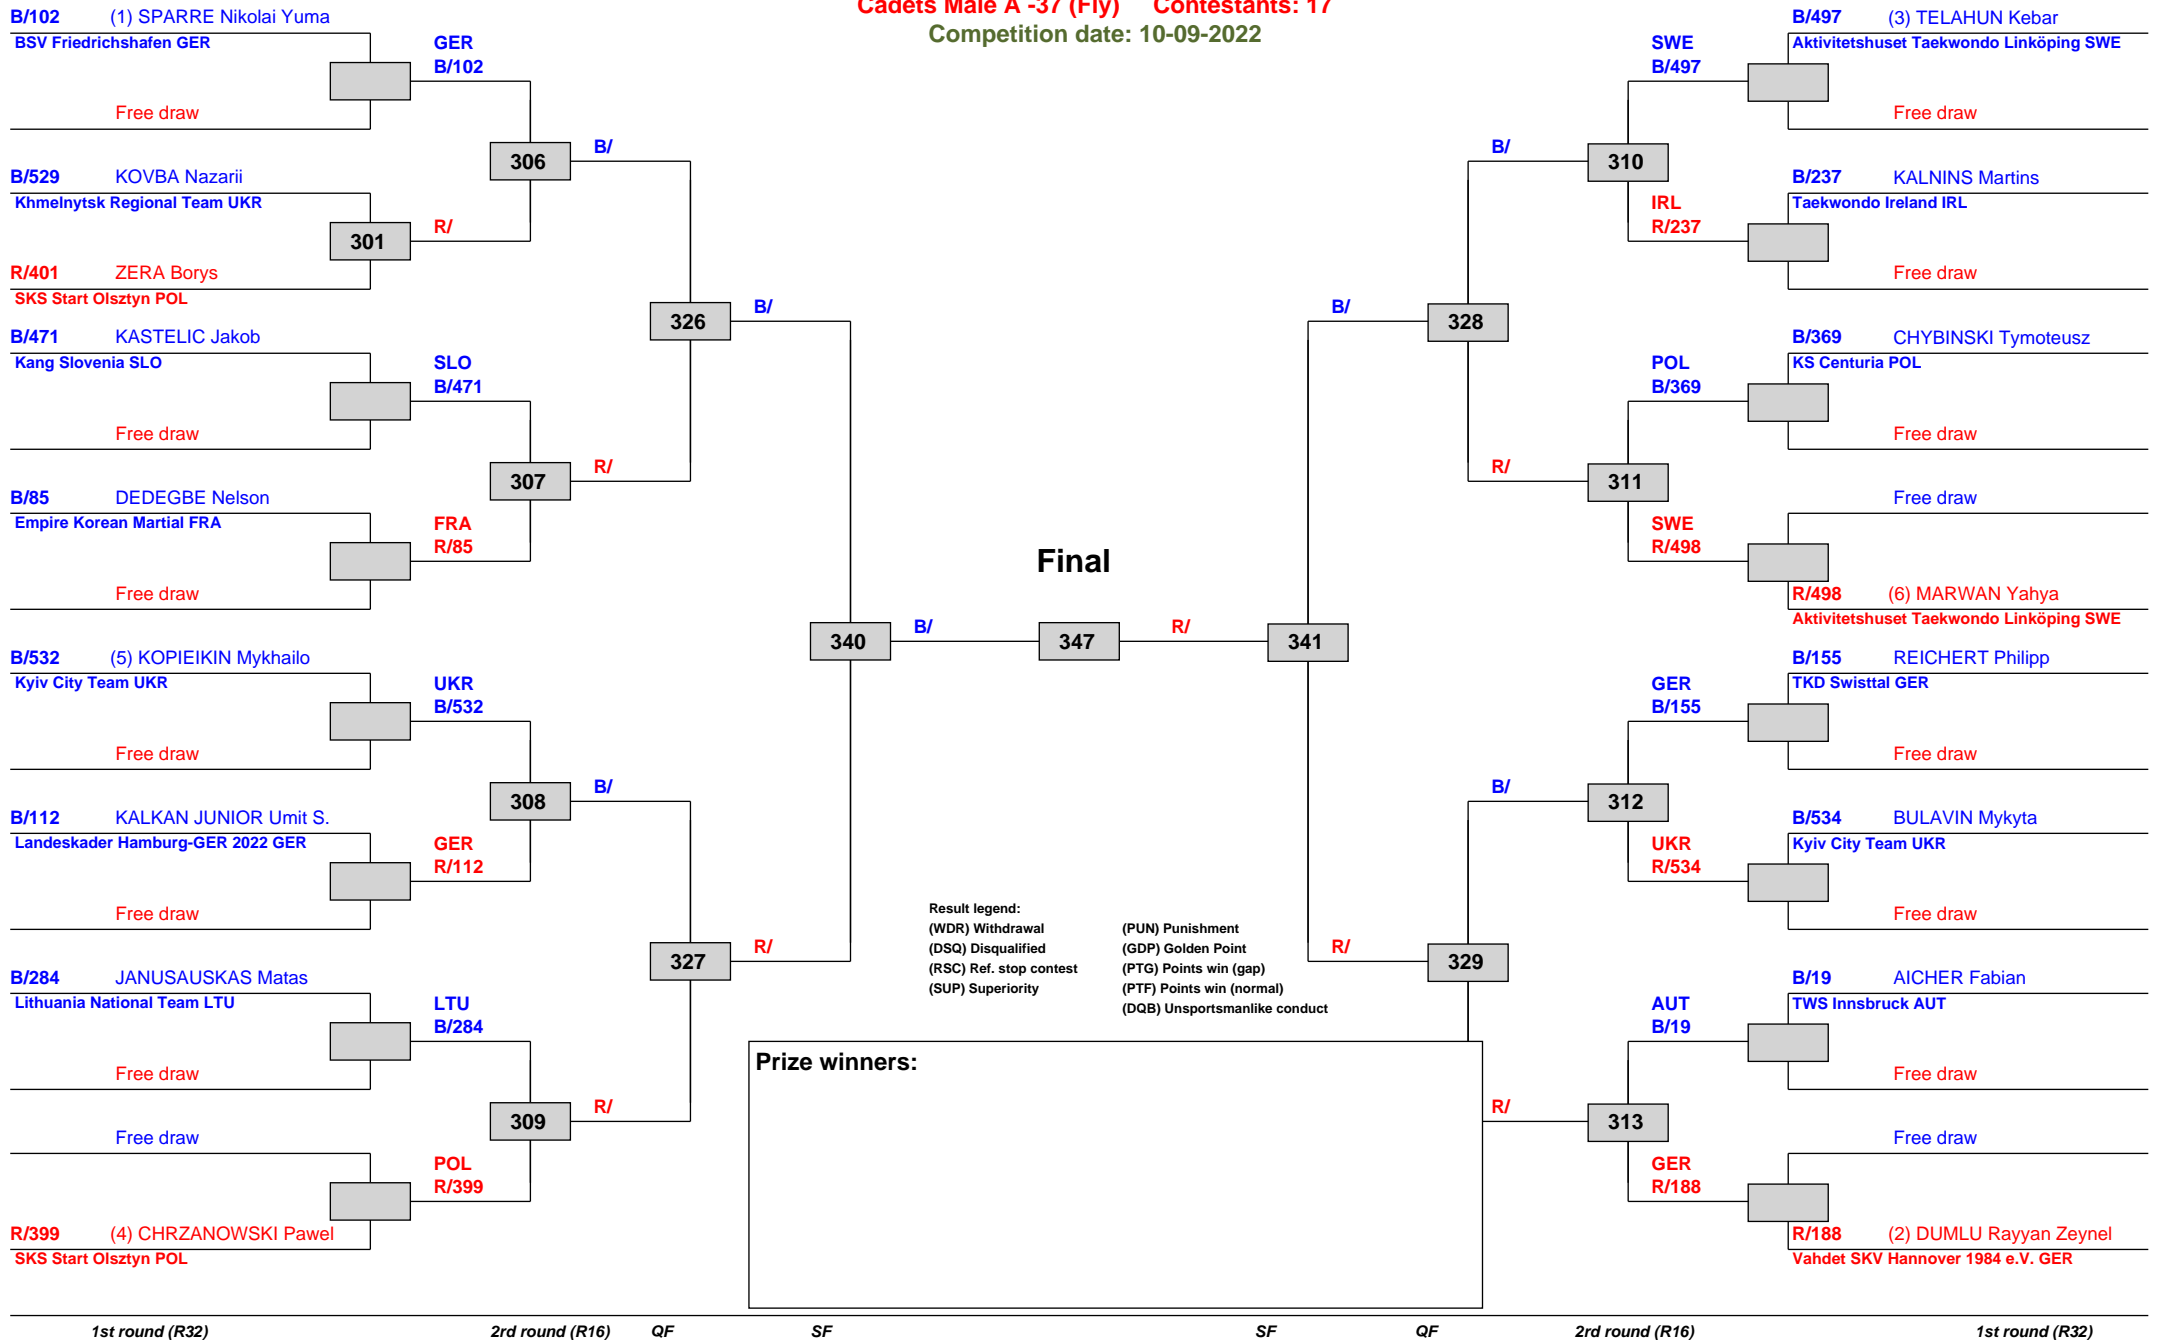 Cadets Male A -37 (Fly) Contestants: 17
Competition date: 10-09-2022
B/102 (1) SPARRE Nikolai Yuma
BSV Friedrichshafen GER
GER
B/102
Free draw
306
B/
B/529 KOVBA Nazarii
Khmelnytsk Regional Team UKR
301
R/
R/401 ZERA Borys
SKS Start Olsztyn POL
326
B/
B/471 KASTELIC Jakob
Kang Slovenia SLO
SLO
B/471
Free draw
307
R/
B/85 DEDEGBE Nelson
Empire Korean Martial FRA
FRA
R/85
Free draw
340
B/
B/532 (5) KOPIEIKIN Mykhailo
Kyiv City Team UKR
UKR
B/532
Free draw
308
B/
B/112 KALKAN JUNIOR Umit S.
Landeskader Hamburg-GER 2022 GER
GER
R/112
Free draw
327
R/
B/284 JANUSAUSKAS Matas
Lithuania National Team LTU
LTU
B/284
Free draw
309
R/
Free draw
POL
R/399
R/399 (4) CHRZANOWSKI Pawel
SKS Start Olsztyn POL
Final
347
R/
341
B/497 (3) TELAHUN Kebar
Aktivitetshuset Taekwondo Linköping SWE
SWE
B/497
Free draw
B/
310
B/237 KALNINS Martins
Taekwondo Ireland IRL
IRL
R/237
Free draw
B/
328
B/369 CHYBINSKI Tymoteusz
KS Centuria POL
POL
B/369
Free draw
R/
311
Free draw
SWE
R/498
R/498 (6) MARWAN Yahya
Aktivitetshuset Taekwondo Linköping SWE
B/155 REICHERT Philipp
TKD Swisttal GER
GER
B/155
Free draw
B/
312
B/534 BULAVIN Mykyta
Kyiv City Team UKR
UKR
R/534
Free draw
R/
329
B/19 AICHER Fabian
TWS Innsbruck AUT
AUT
B/19
Free draw
R/
313
Free draw
GER
R/188
R/188 (2) DUMLU Rayyan Zeynel
Vahdet SKV Hannover 1984 e.V. GER
Result legend:
(WDR) Withdrawal (PUN) Punishment
(DSQ) Disqualified (GDP) Golden Point
(RSC) Ref. stop contest (PTG) Points win (gap)
(SUP) Superiority (PTF) Points win (normal)
(DQB) Unsportsmanlike conduct
Prize winners:
1st round (R32) 2rd round (R16) QF SF SF QF 2rd round (R16) 1st round (R32)